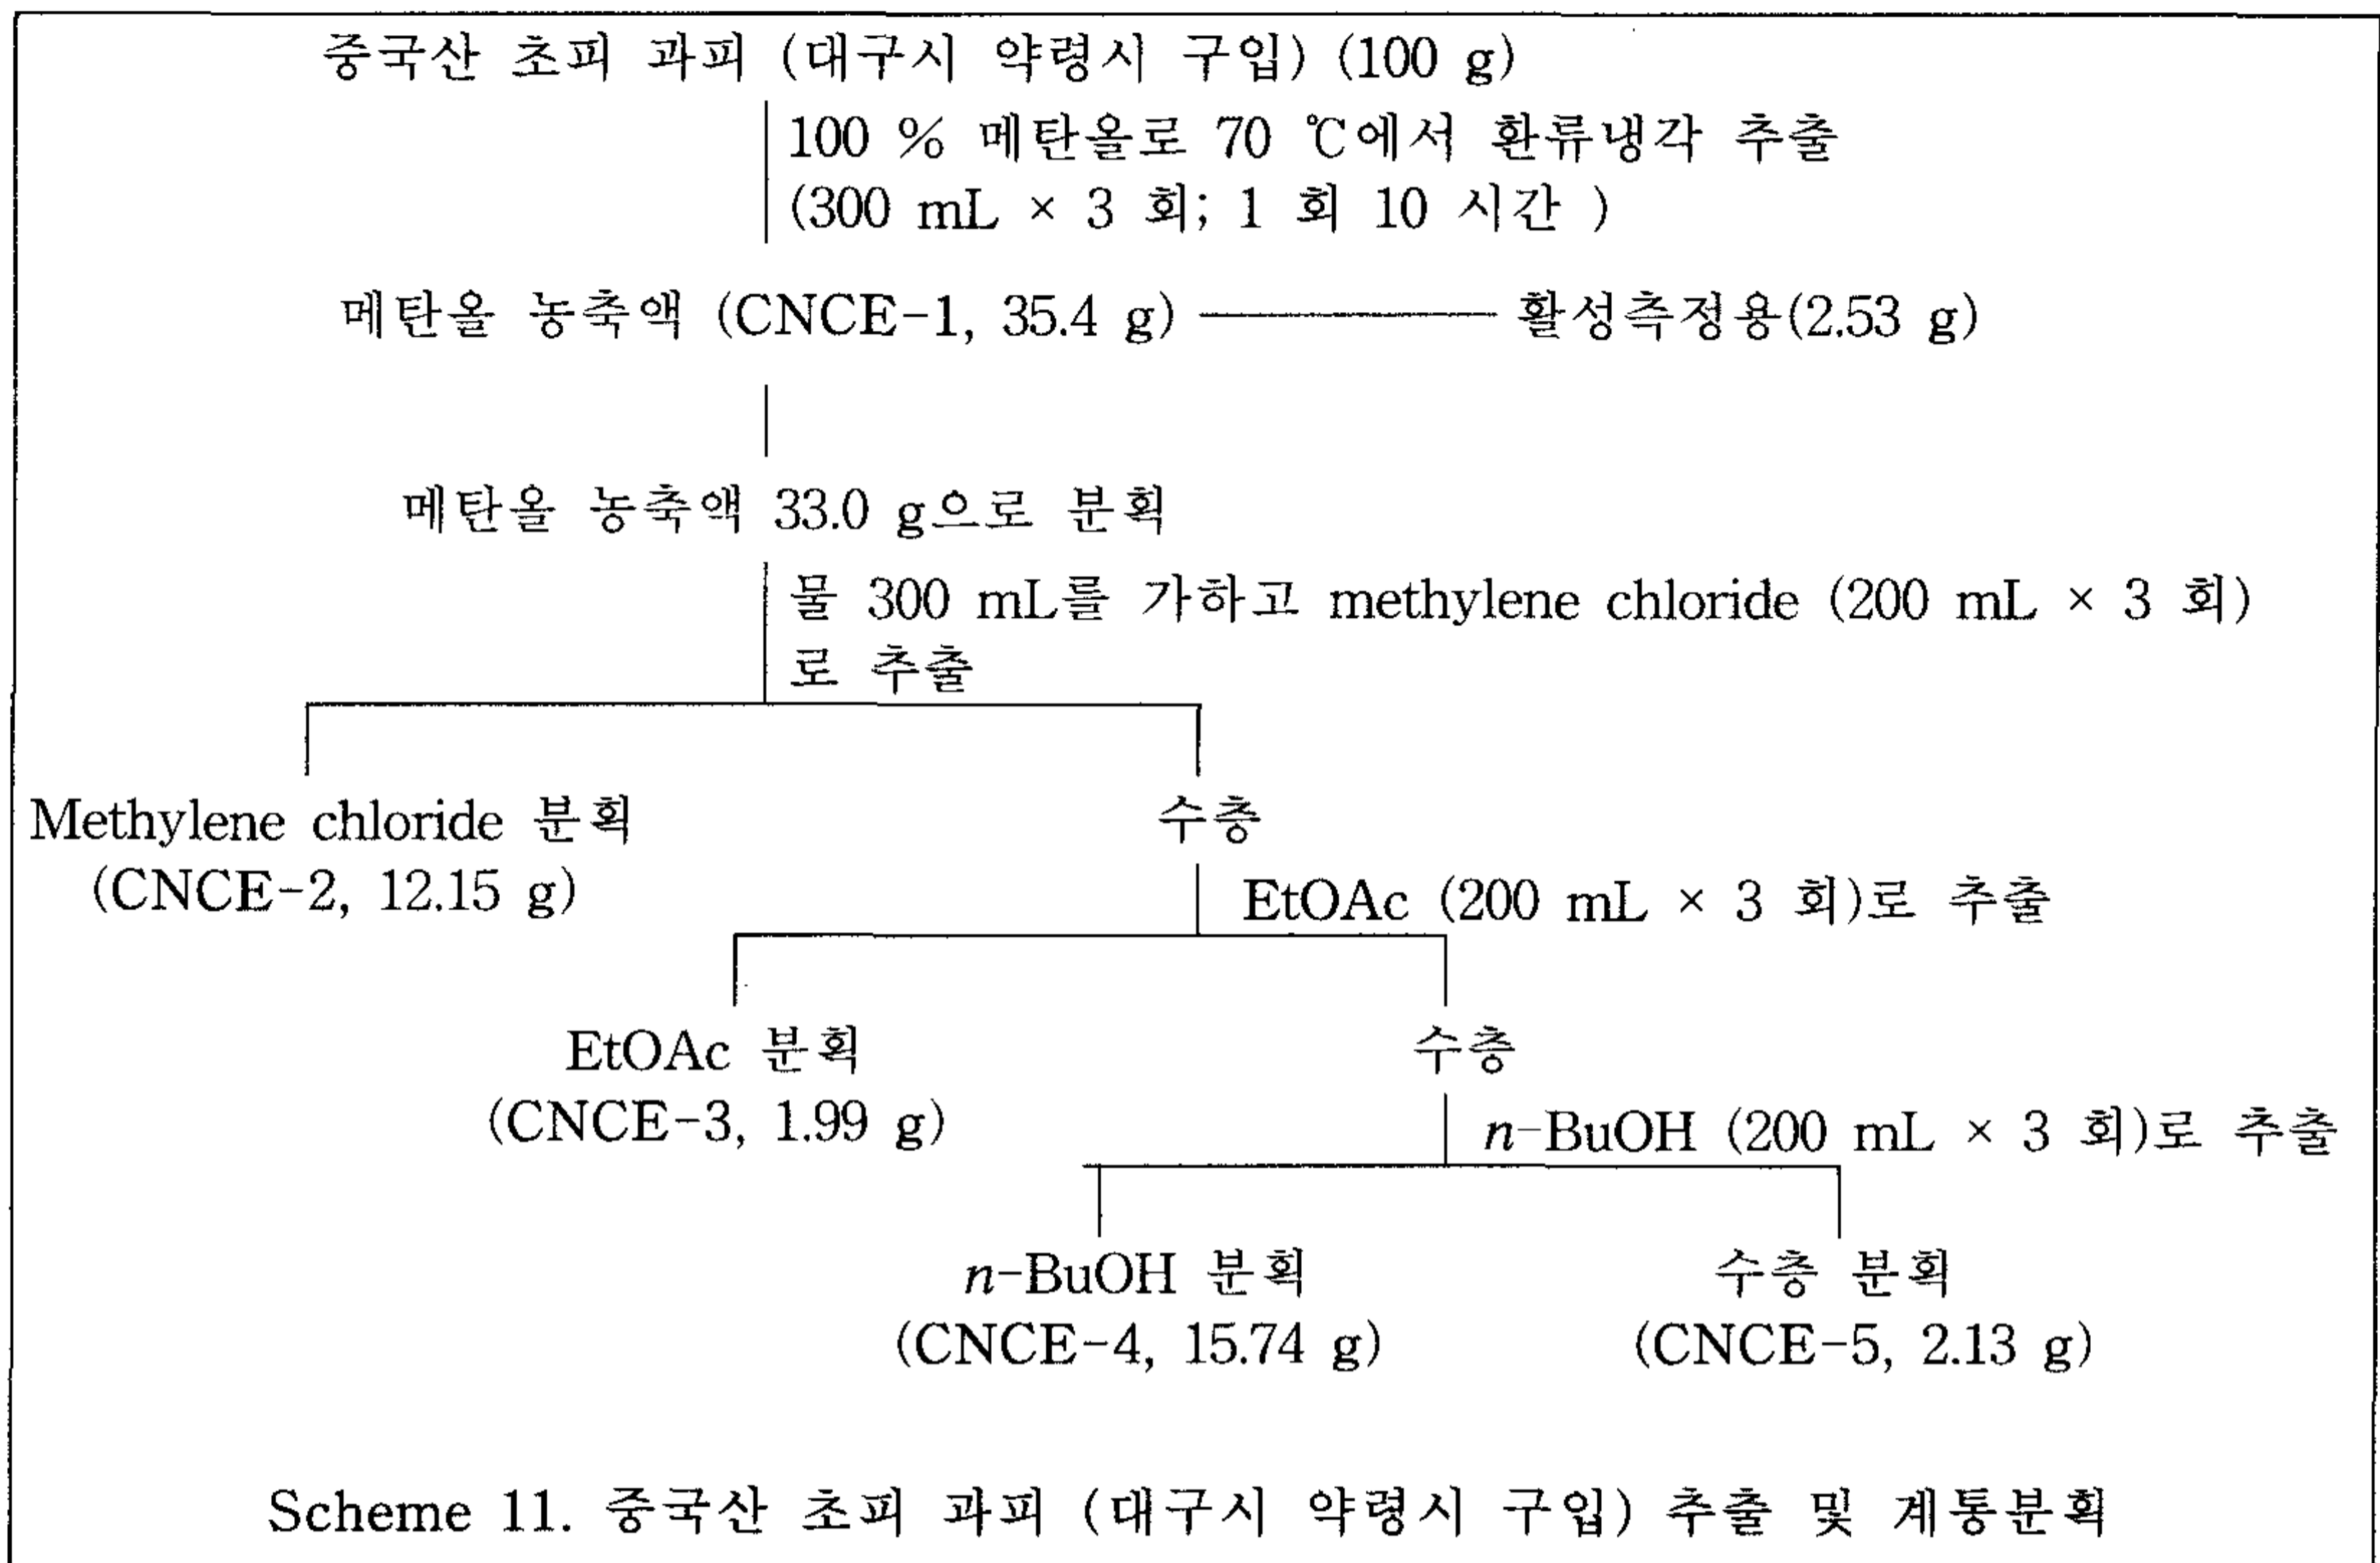 중국산 초피 과피 (대구시 약령시 구입) (100 g)
100 % 메탄올로 70 ℃에서 환류냉각 추출
(300 mL × 3 회; 1 회 10 시간 )
메탄올 농축액 (CNCE-1, 35.4 g) 활성측정용(2.53 g)
메탄올 농축액 33.0 g으로 분획
물 300 mL를 가하고 methylene chloride (200 mL × 3 회)
로 추출
Methylene chloride 분획 수층
(CNCE-2, 12.15 g)
EtOAc (200 mL × 3 회)로 추출
EtOAc 분획 수층
(CNCE-3, 1.99 g)
n-BuOH (200 mL × 3 회)로 추출
n-BuOH 분획 수층 분획
(CNCE-4, 15.74 g) (CNCE-5, 2.13 g)
Scheme 11. 중국산 초피 과피 (대구시 약령시 구입) 추출 및 계통분획